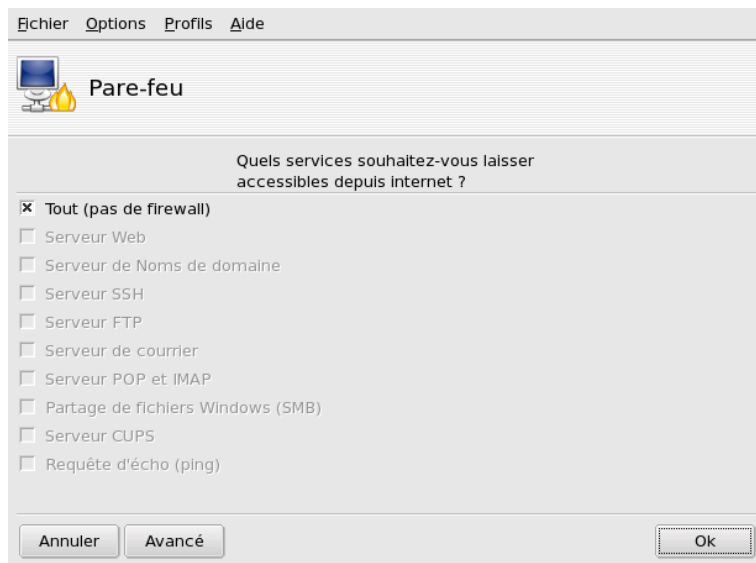 Fichier Options Profils Aide
Pare-feu
Quels services souhaitez-vous laisser
accessibles depuis internet ?
Tout (pas de firewall)
Serveur Web
Serveur de Noms de domaine
Serveur SSH
Serveur FTP
Serveur de courrier
Serveur POP et IMAP
Partage de fichiers Windows (SMB)
Serveur CUPS
Requête d'écho (ping)
Annuler Avancé Ok